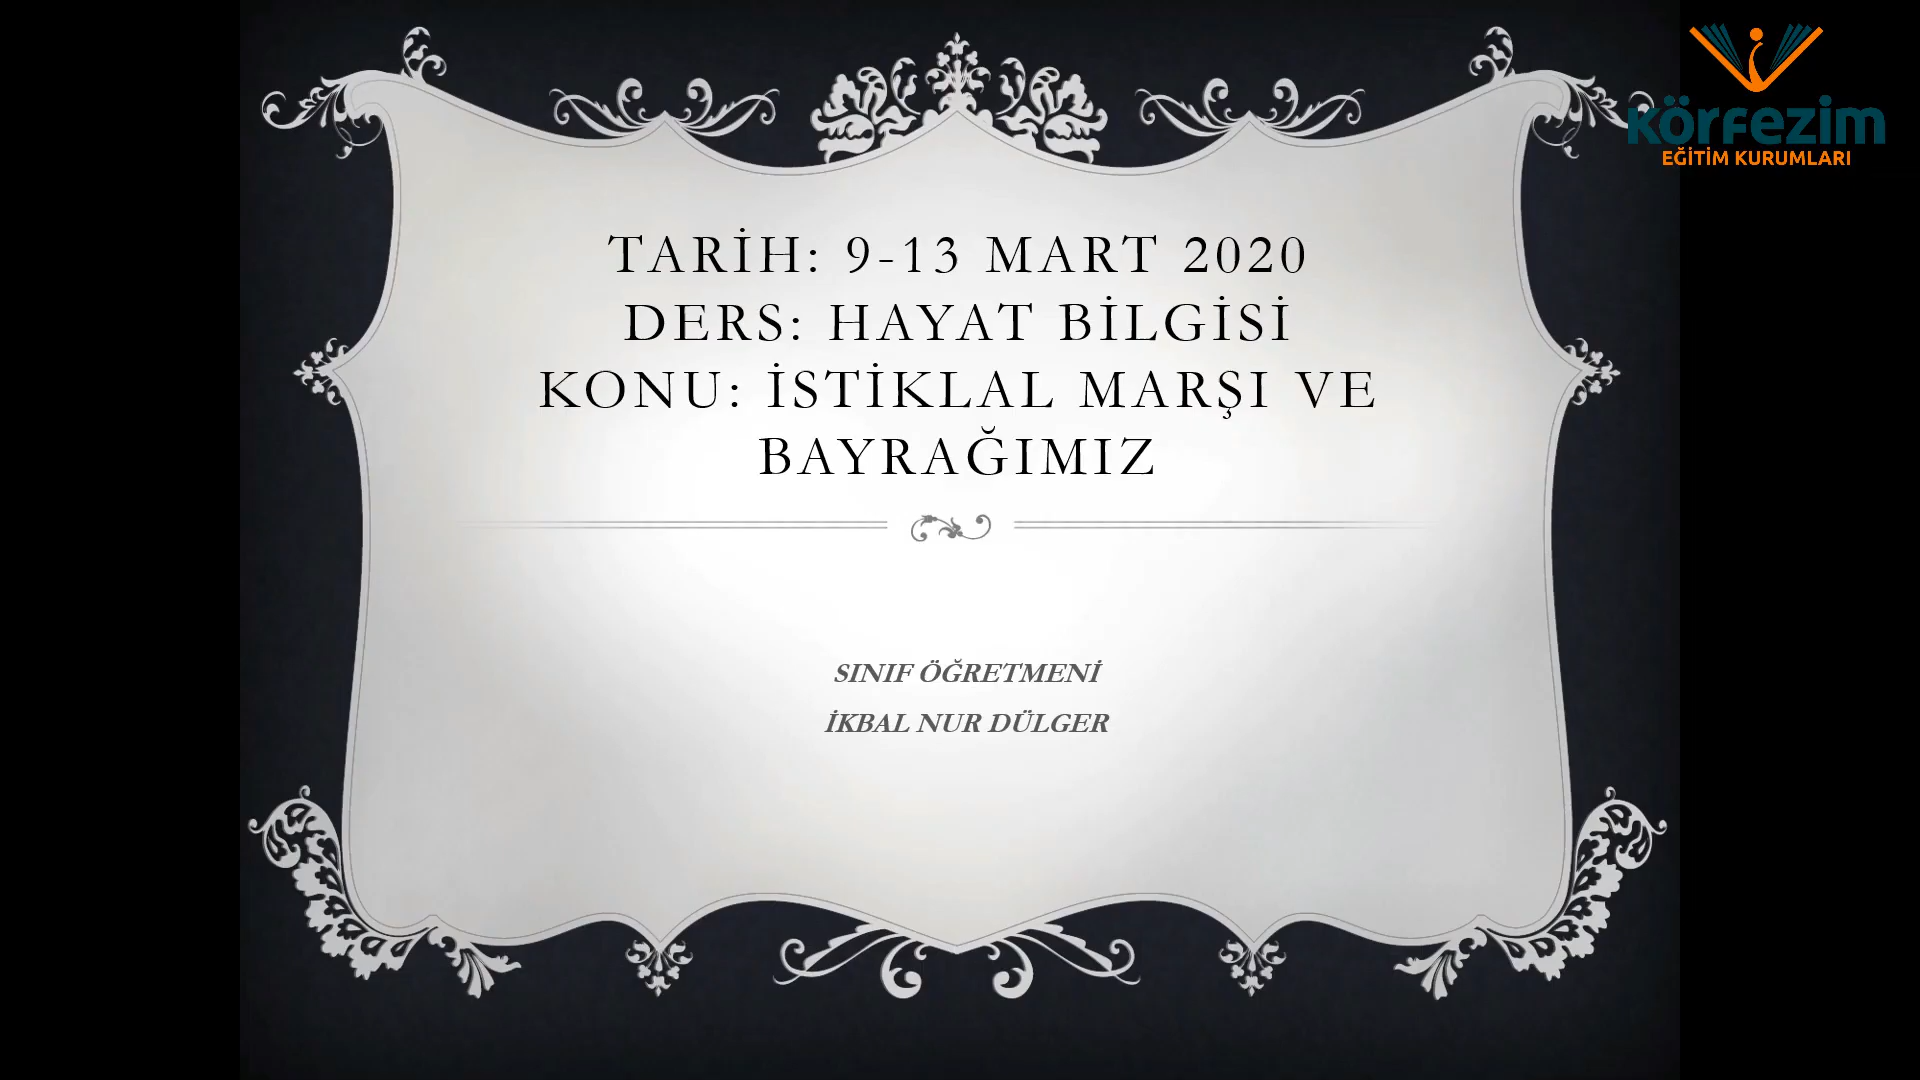 körfezim
EĞİTİM KURUMLARI
TARİH: 9-13 MART 2020
DERS: HAYAT BİLGİSİ
KONU: İSTİKLAL MARŞI VE
BAYRAĞIMIZ
SINIF ÖĞRETMENİ
İKBAL NUR DÜLGER